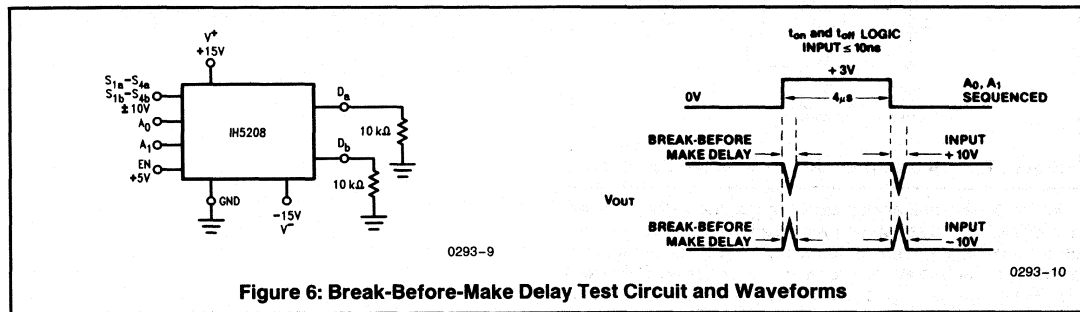 V+
+15V
S1a–S4a
S1b–S4b
±10V
A0
A1
EN
+5V
IH5208
Da
10 kΩ
Db
10 kΩ
GND
-15V
V-
0293-9
ton and toff LOGIC
INPUT ≤ 10ns
+3V
0V
4μs
A0, A1
SEQUENCED
BREAK-BEFORE
MAKE DELAY
INPUT
+10V
VOUT
BREAK-BEFORE
MAKE DELAY
INPUT
-10V
0293-10
Figure 6: Break-Before-Make Delay Test Circuit and Waveforms